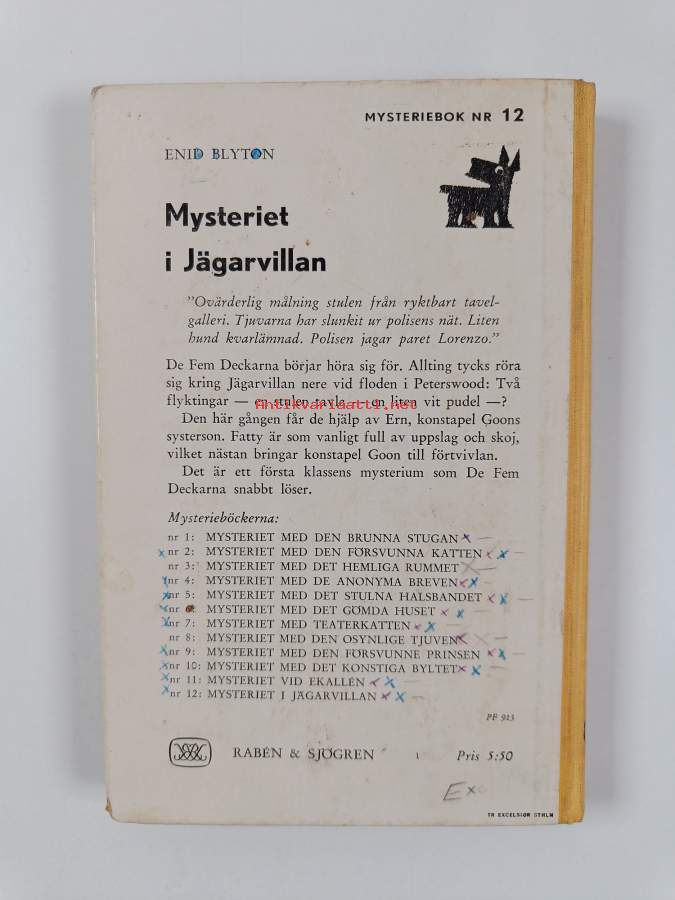 MYSTERIEBOK NR 12
ENID BLYTON
Mysteriet
i Jägarvillan
"Ovärderlig målning stulen från ryktbart tavel-
galleri. Tjuvarna har slunkit ur polisens nät. Liten
hund kvarlämnad. Polisen jagar paret Lorenzo."
De Fem Deckarna börjar höra sig för. Allting tycks röra
sig kring Jägarvillan nere vid floden i Peterswood: Två
flyktingar — en stulen tavla — en liten vit pudel —?
Antikvariaatti.net
Den här gången får de hjälp av Ern, konstapel Goons
systerson. Fatty är som vanligt full av uppslag och skoj,
vilket nästan bringar konstapel Goon till förtvivlan.
Det är ett första klassens mysterium som De Fem
Deckarna snabbt löser.
Mysterieböckerna:
nr 1: MYSTERIET MED DEN BRUNNA STUGAN
nr 2: MYSTERIET MED DEN FÖRSVUNNA KATTEN
nr 3: MYSTERIET MED DET HEMLIGA RUMMET
nr 4: MYSTERIET MED DE ANONYMA BREVEN
nr 5: MYSTERIET MED DET STULNA HALSBANDET
nr MYSTERIET MED DET GÖMDA HUSET
nr 7: MYSTERIET MED TEATERKATTEN
nr 8: MYSTERIET MED DEN OSYNLIGE TJUVEN
nr 9: MYSTERIET MED DEN FÖRSVUNNE PRINSEN
nr 10: MYSTERIET MED DET KONSTIGA BYLTET
nr 11: MYSTERIET VID EKALLÉN
nr 12: MYSTERIET I JÄGARVILLAN
PF 913
RABÉN & SJÖGREN 1 Pris 5:50
Ex
TR EXCELSIOR STHLM